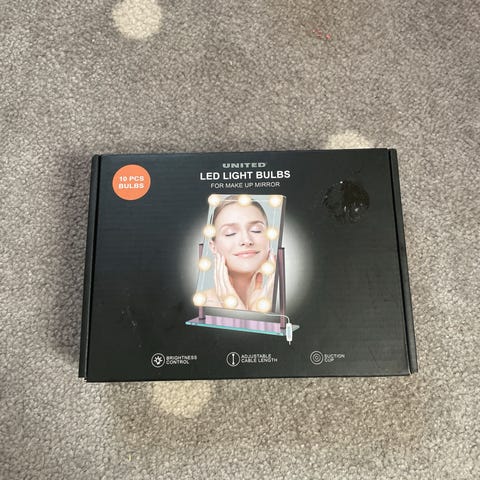 UNITED
LED LIGHT BULBS
FOR MAKE UP MIRROR
10 PCS
BULBS
BRIGHTNESS
CONTROL
ADJUSTABLE
CABLE LENGTH
SUCTION
CUP